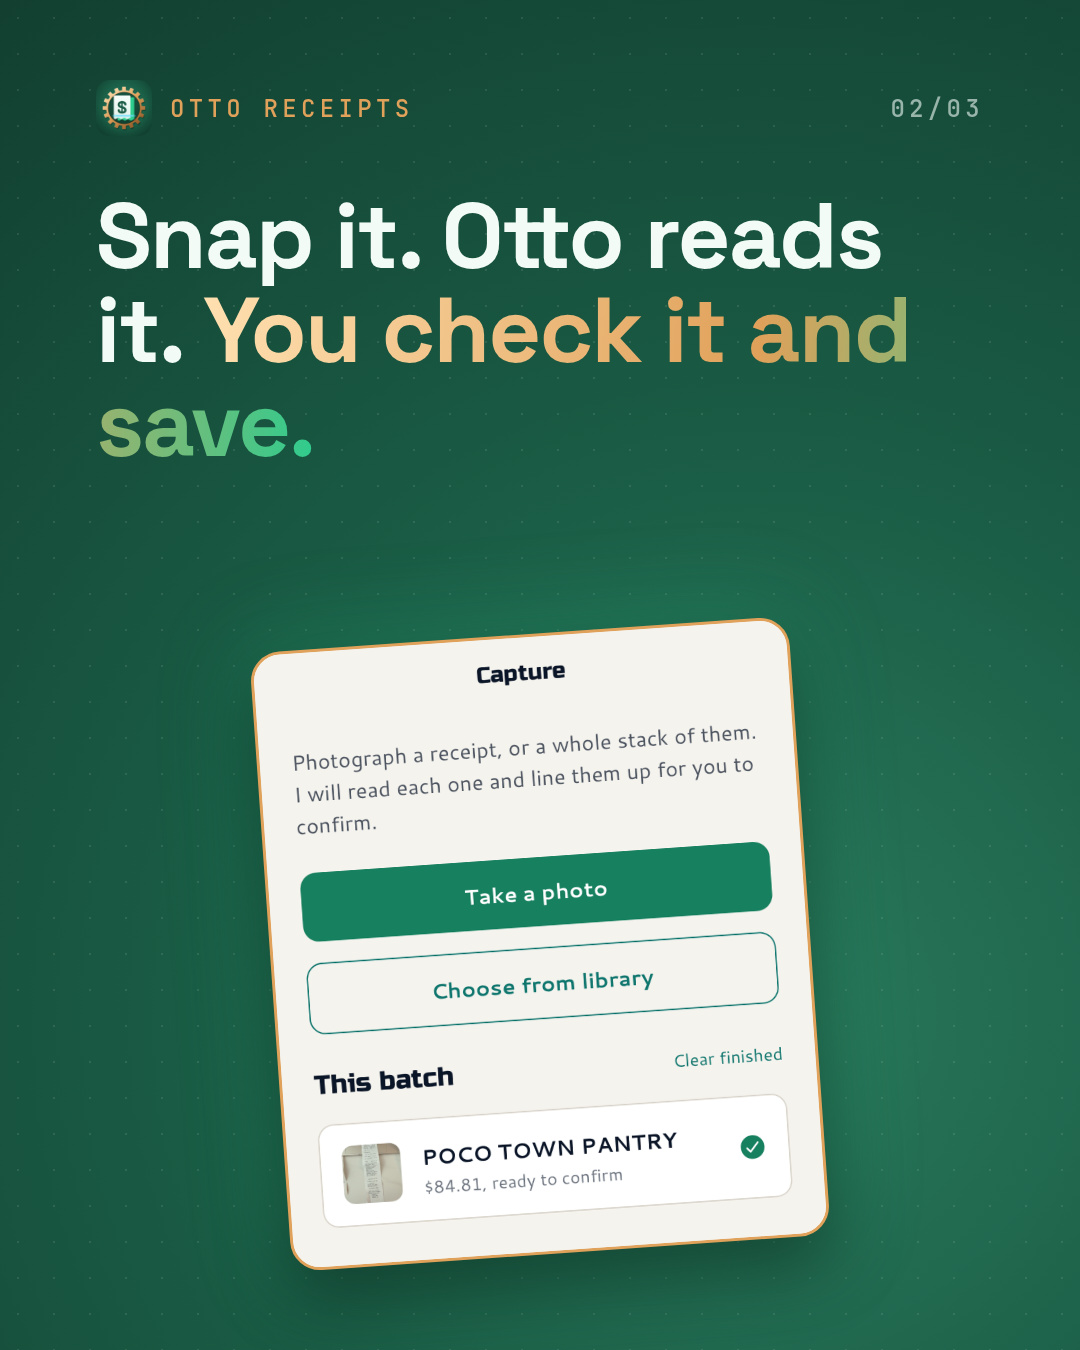 OTTO RECEIPTS
02/03
Snap it. Otto reads
it. You check it and
save.
Capture
Photograph a receipt, or a whole stack of them.
I will read each one and line them up for you to
confirm.
Take a photo
Choose from library
This batch
Clear finished
POCO TOWN PANTRY
$84.81, ready to confirm